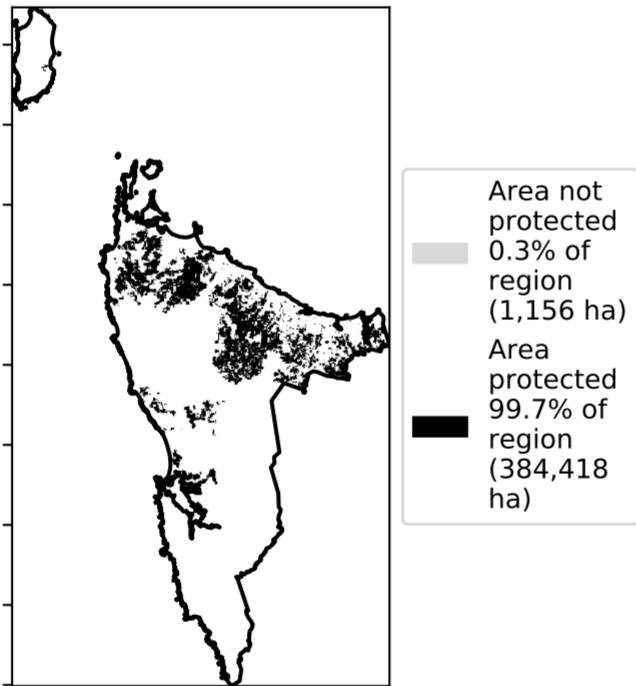 Area not
protected
0.3% of
region
(1,156 ha)
Area
protected
99.7% of
region
(384,418
ha)